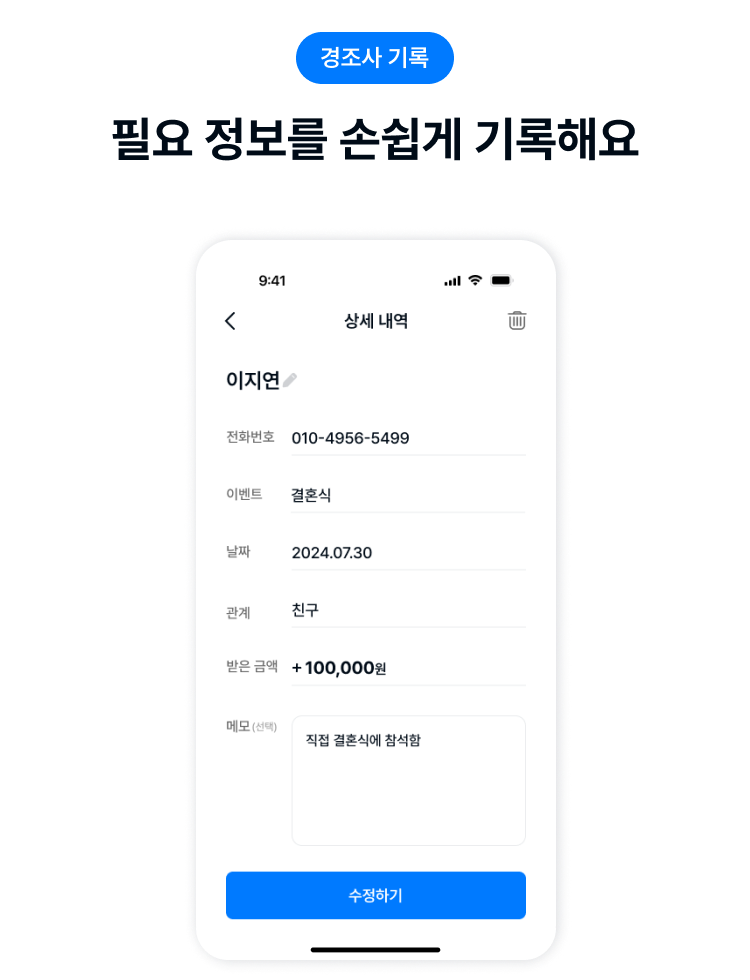 경조사 기록
필요 정보를 손쉽게 기록해요
9:41
상세 내역
이지연
전화번호 010-4956-5499
이벤트 결혼식
날짜 2024.07.30
관계 친구
받은 금액 + 100,000원
메모(선택) 직접 결혼식에 참석함
수정하기